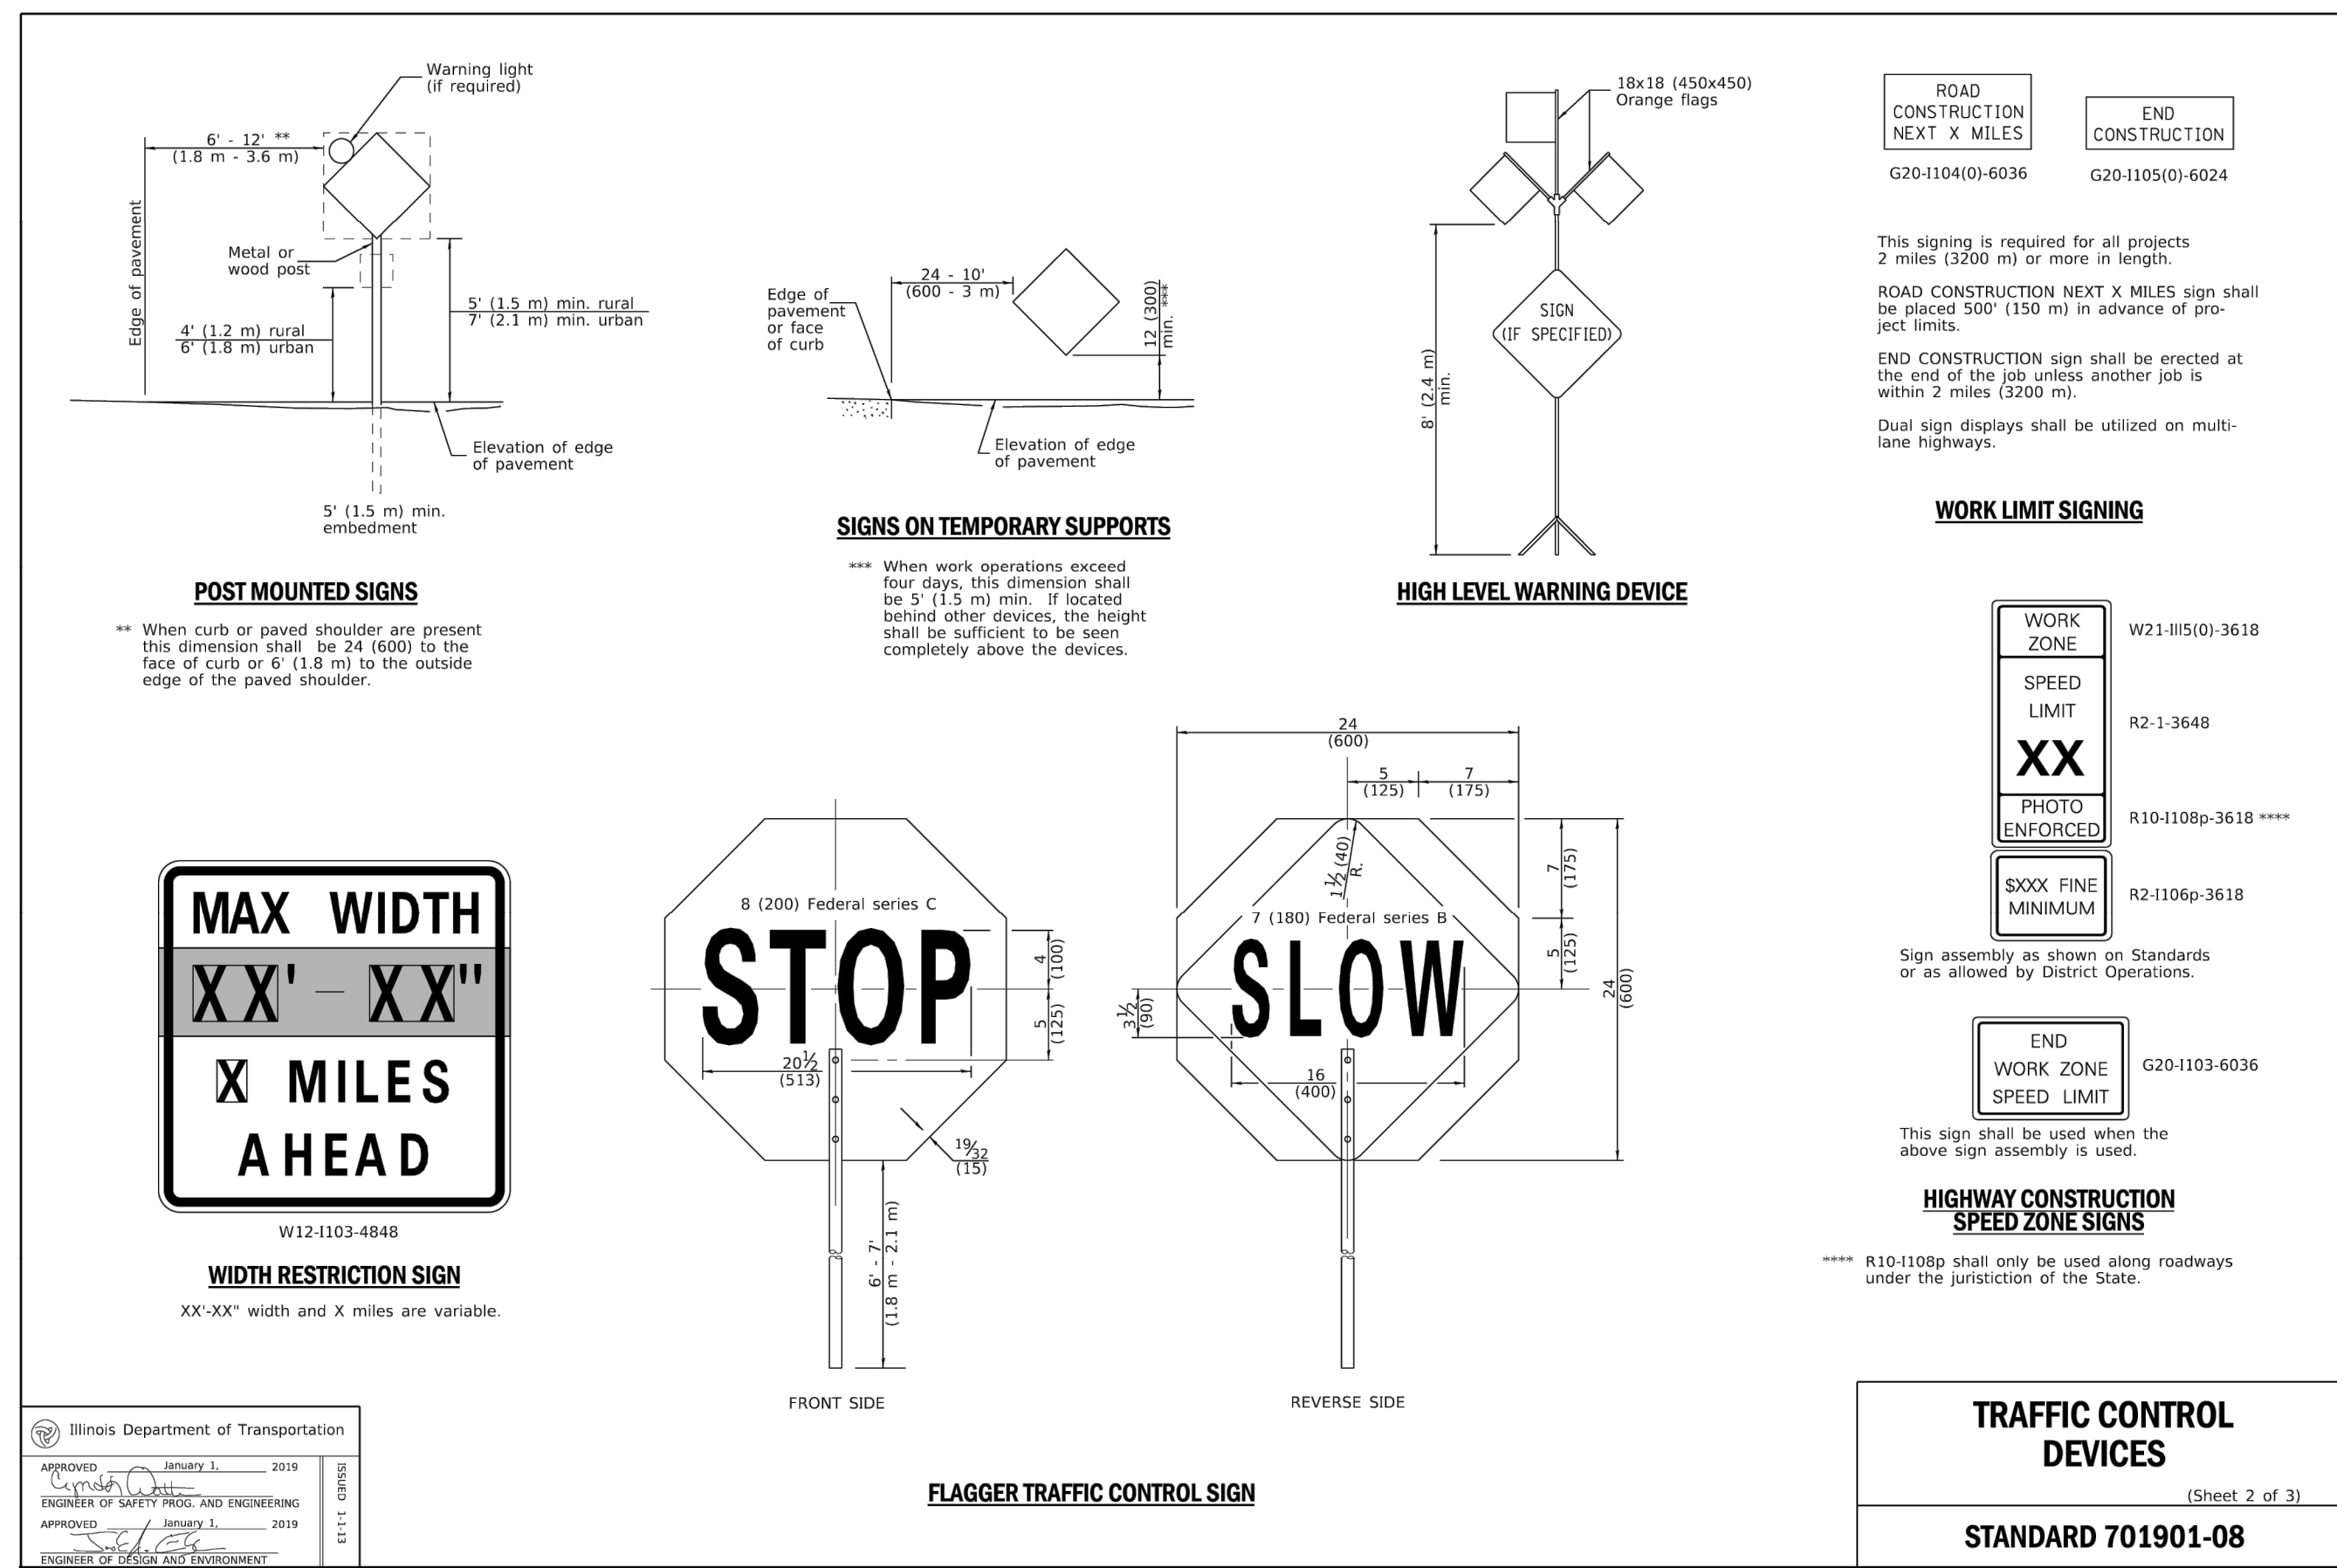 Warning light
(if required)
6' - 12' **
(1.8 m - 3.6 m)
Edge of pavement
Metal or
wood post
5' (1.5 m) min. rural
7' (2.1 m) min. urban
4' (1.2 m) rural
6' (1.8 m) urban
Elevation of edge
of pavement
5' (1.5 m) min.
embedment
POST MOUNTED SIGNS
** When curb or paved shoulder are present
this dimension shall be 24 (600) to the
face of curb or 6' (1.8 m) to the outside
edge of the paved shoulder.
24 - 10'
(600 - 3 m)
Edge of
pavement
or face
of curb
12 (300)
min. ***
Elevation of edge
of pavement
SIGNS ON TEMPORARY SUPPORTS
*** When work operations exceed
four days, this dimension shall
be 5' (1.5 m) min. If located
behind other devices, the height
shall be sufficient to be seen
completely above the devices.
18x18 (450x450)
Orange flags
SIGN
(IF SPECIFIED)
8' (2.4 m)
min.
HIGH LEVEL WARNING DEVICE
ROAD
CONSTRUCTION
NEXT X MILES
G20-I104(0)-6036
END
CONSTRUCTION
G20-I105(0)-6024
This signing is required for all projects
2 miles (3200 m) or more in length.
ROAD CONSTRUCTION NEXT X MILES sign shall
be placed 500' (150 m) in advance of pro-
ject limits.
END CONSTRUCTION sign shall be erected at
the end of the job unless another job is
within 2 miles (3200 m).
Dual sign displays shall be utilized on multi-
lane highways.
WORK LIMIT SIGNING
WORK
ZONE
W21-III5(0)-3618
SPEED
LIMIT
XX
R2-1-3648
PHOTO
ENFORCED
R10-I108p-3618 ****
$XXX FINE
MINIMUM
R2-I106p-3618
Sign assembly as shown on Standards
or as allowed by District Operations.
END
WORK ZONE
SPEED LIMIT
G20-I103-6036
This sign shall be used when the
above sign assembly is used.
HIGHWAY CONSTRUCTION
SPEED ZONE SIGNS
**** R10-I108p shall only be used along roadways
under the juristiction of the State.
MAX WIDTH
XX' - XX"
X MILES
AHEAD
W12-I103-4848
WIDTH RESTRICTION SIGN
XX'-XX" width and X miles are variable.
8 (200) Federal series C
STOP
4
(100)
5
(125)
20 1/2
(513)
19/32
(15)
6' - 7'
(1.8 m - 2.1 m)
FRONT SIDE
24
(600)
5
(125)
7
(175)
1 1/2 (40)
R.
7 (180) Federal series B
SLOW
7
(175)
5
(125)
24
(600)
3 1/2
(90)
16
(400)
REVERSE SIDE
FLAGGER TRAFFIC CONTROL SIGN
Illinois Department of Transportation
APPROVED January 1, 2019
ENGINEER OF SAFETY PROG. AND ENGINEERING
APPROVED January 1, 2019
ENGINEER OF DESIGN AND ENVIRONMENT
ISSUED 1-1-13
TRAFFIC CONTROL
DEVICES
(Sheet 2 of 3)
STANDARD 701901-08